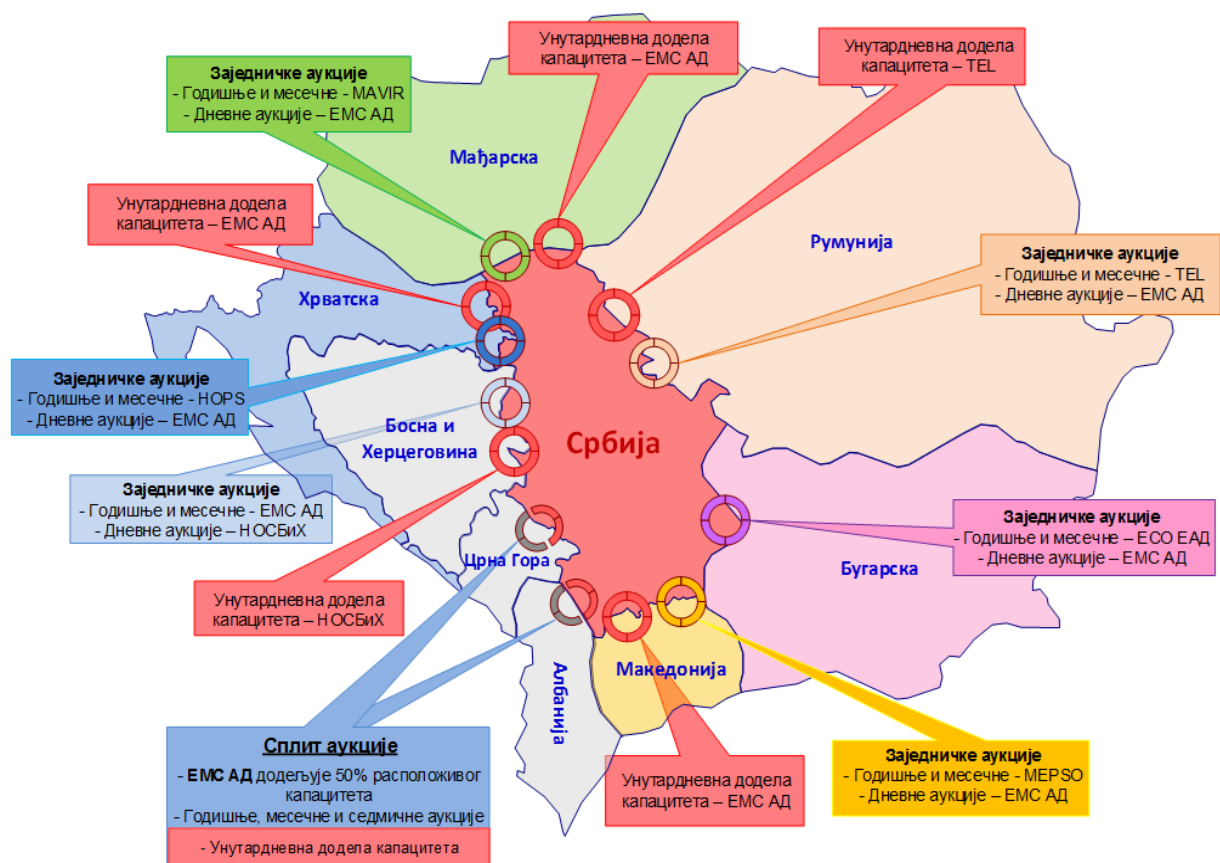 Унутардневна додела
капацитета – ЕМС АД
Унутардневна додела
капацитета – TEL
Заједничке аукције
- Годишње и месечне - MAVIR
- Дневне аукције – ЕМС АД
Мађарска
Унутардневна додела
капацитета – ЕМС АД
Румунија
Заједничке аукције
- Годишње и месечне - TEL
- Дневне аукције – ЕМС АД
Хрватска
Заједничке аукције
- Годишње и месечне - HOPS
- Дневне аукције – ЕМС АД
Босна и
Херцеговина
Србија
Заједничке аукције
- Годишње и месечне - ЕМС АД
- Дневне аукције – НОСБиХ
Заједничке аукције
- Годишње и месечне – ЕСО ЕАД
- Дневне аукције – ЕМС АД
Црна Гора
Бугарска
Унутардневна додела
капацитета – НОСБиХ
Македонија
Албанија
Сплит аукције
- ЕМС АД додељује 50% расположивог
капацитета
- Годишње, месечне и седмичне аукције
- Унутардневна додела капацитета
Унутардневна додела
капацитета – ЕМС АД
Заједничке аукције
- Годишње и месечне - MEPSO
- Дневне аукције – ЕМС АД